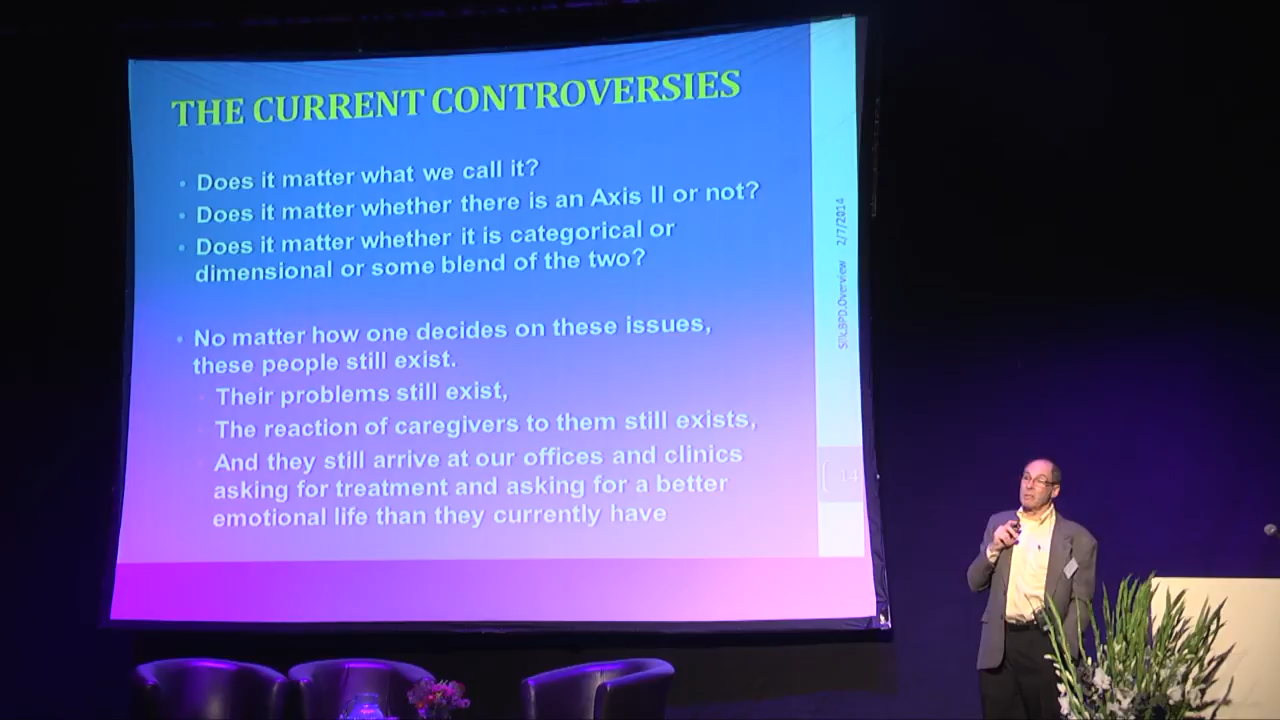 THE CURRENT CONTROVERSIES
Does it matter what we call it?
Does it matter whether there is an Axis II or not?
Does it matter whether it is categorical or
dimensional or some blend of the two?
No matter how one decides on these issues,
these people still exist.
Their problems still exist,
The reaction of caregivers to them still exists,
And they still arrive at our offices and clinics
asking for treatment and asking for a better
emotional life than they currently have
Silk.BPD.Overview 2/7/2014
14